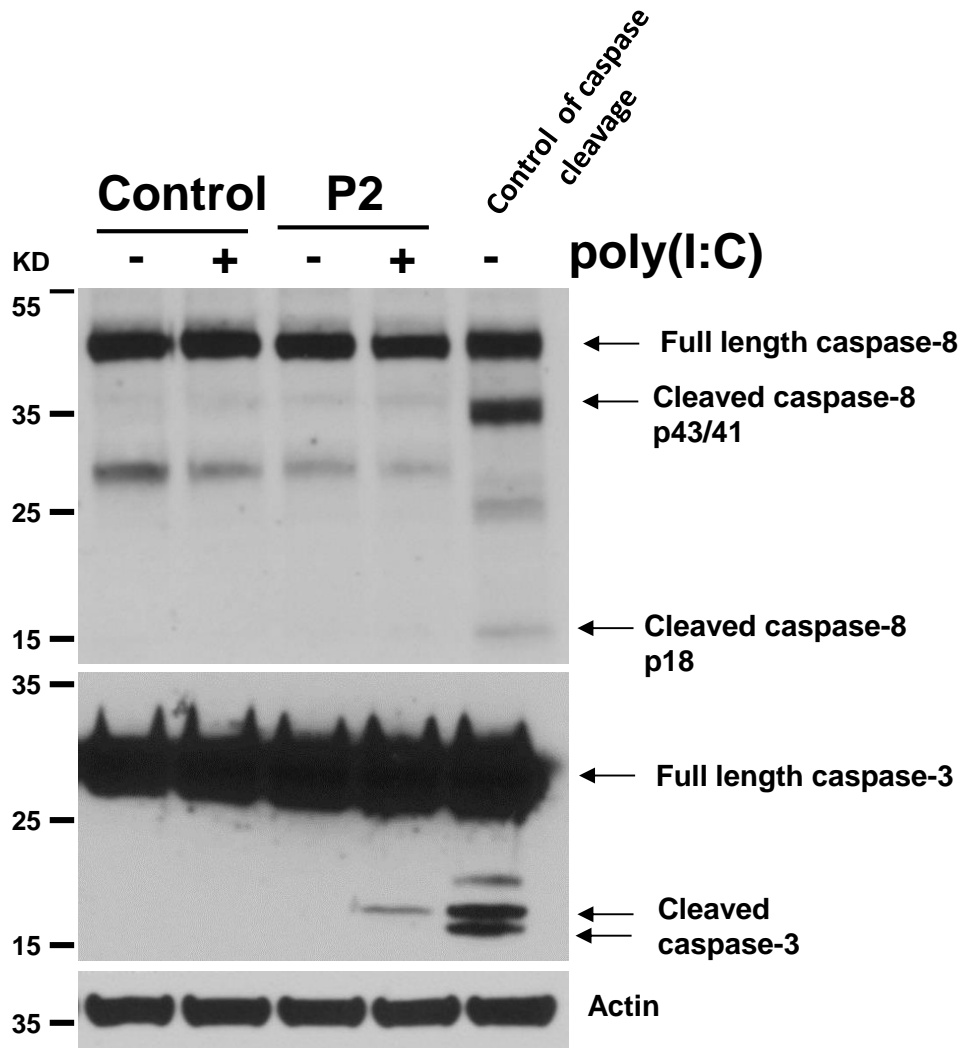 Control of caspase
cleavage
Control P2
KD - + - + - poly(I:C)
55
Full length caspase-8
35
Cleaved caspase-8
p43/41
25
15
Cleaved caspase-8
p18
35
Full length caspase-3
25
Cleaved
caspase-3
15
Actin
35